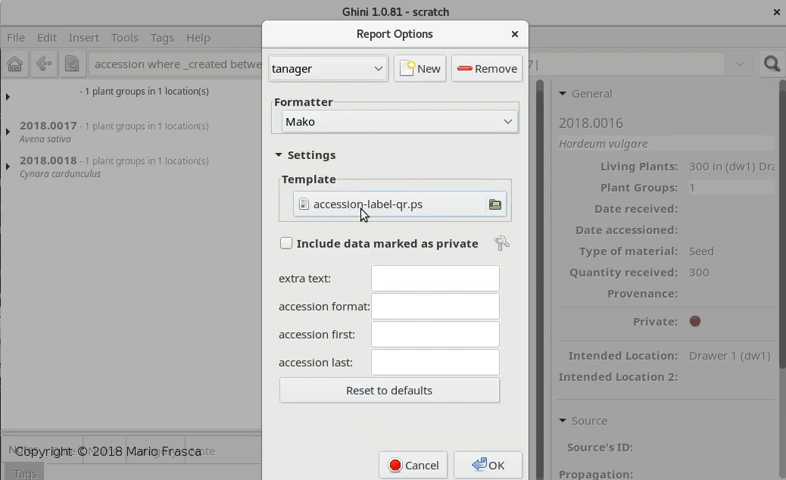 Ghini 1.0.81 - scratch
File Edit Insert Tools Tags Help
accession where _created betwe
7|
- 1 plant groups in 1 location(s)
2018.0017 - 1 plant groups in 1 location(s)
Avena sativa
2018.0018 - 1 plant groups in 1 location(s)
Cynara cardunculus
Report Options
tanager
New
Remove
Formatter
Mako
Settings
Template
accession-label-qr.ps
Include data marked as private
extra text:
accession format:
accession first:
accession last:
Reset to defaults
Cancel
OK
General
2018.0016
Hordeum vulgare
Living Plants: 300 in (dw1) Dra
Plant Groups: 1
Date received:
Date accessioned:
Type of material: Seed
Quantity received: 300
Provenance:
Private:
Intended Location: Drawer 1 (dw1)
Intended Location 2:
Source
Source's ID:
Propagation:
Copyright © 2018 Mario Frasca
Tags